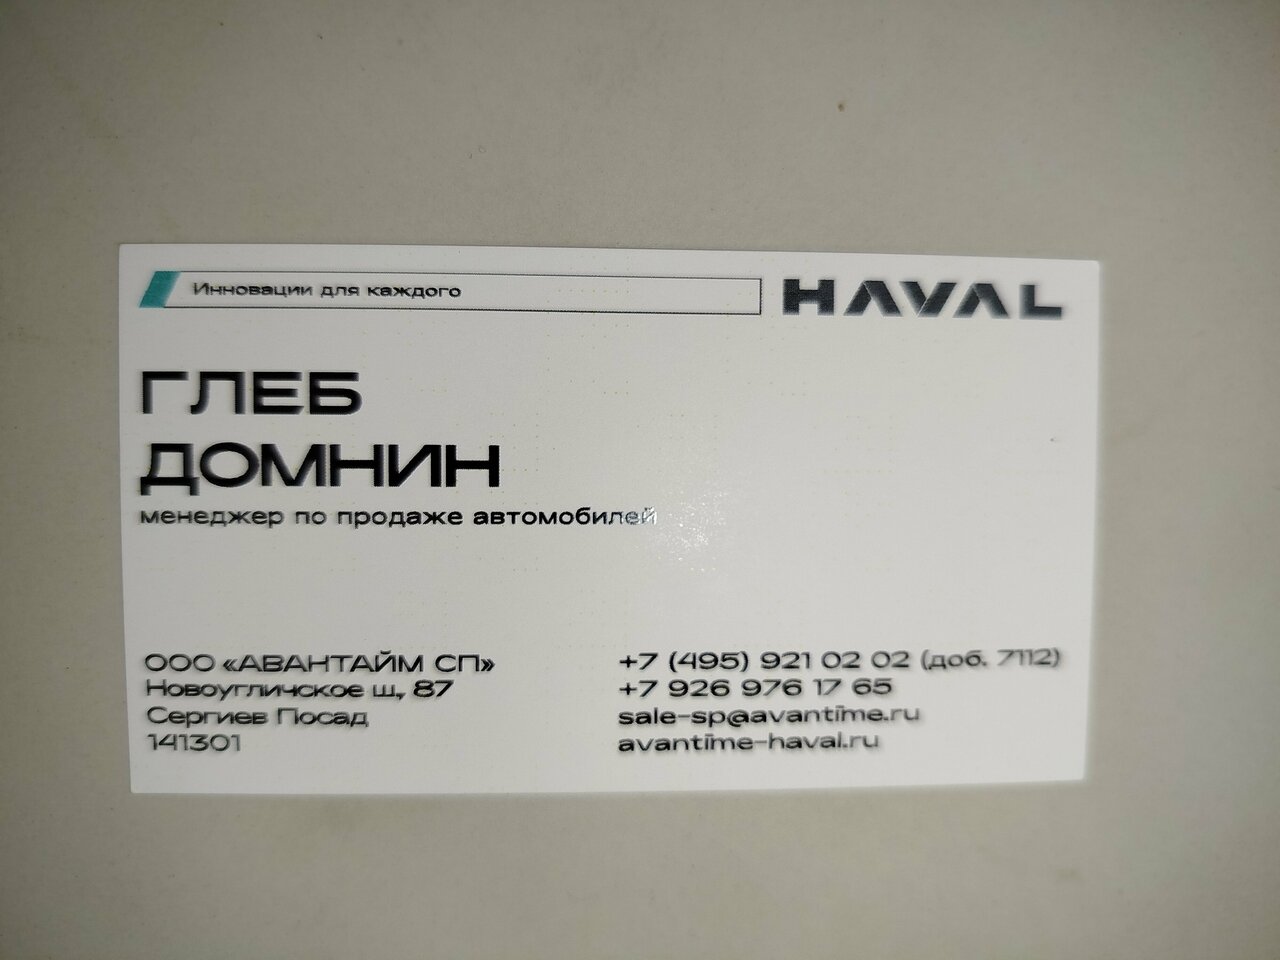 Инновации для каждого
HAVAL
ГЛЕБ
ДОМНИН
менеджер по продаже автомобилей
ООО «АВАНТАЙМ СП»
Новоугличское ш., 87
Сергиев Посад
141301
+7 (495) 921 02 02 (доб. 7112)
+7 926 976 17 65
sale-sp@avantime.ru
avantime-haval.ru